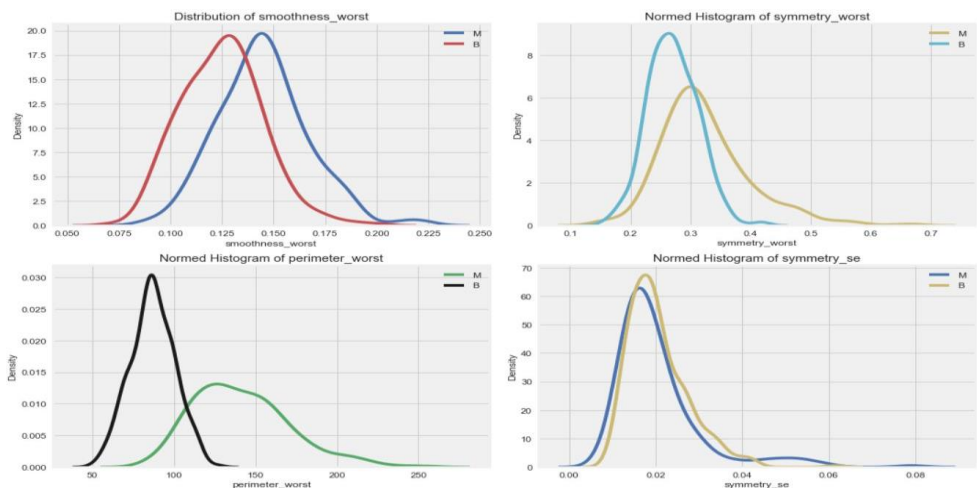 Distribution of smoothness_worst
20.0
17.5
15.0
12.5
10.0
7.5
5.0
2.5
0.0
Density
M
B
0.050 0.075 0.100 0.125 0.150 0.175 0.200 0.225 0.250
smoothness_worst
Normed Histogram of symmetry_worst
8
6
4
2
0
Density
M
B
0.1 0.2 0.3 0.4 0.5 0.6 0.7
symmetry_worst
Normed Histogram of perimeter_worst
0.030
0.025
0.020
0.015
0.010
0.005
0.000
Density
M
B
50 100 150 200 250
perimeter_worst
Normed Histogram of symmetry_se
70
60
50
40
30
20
10
0
Density
M
B
0.00 0.02 0.04 0.06 0.08
symmetry_se